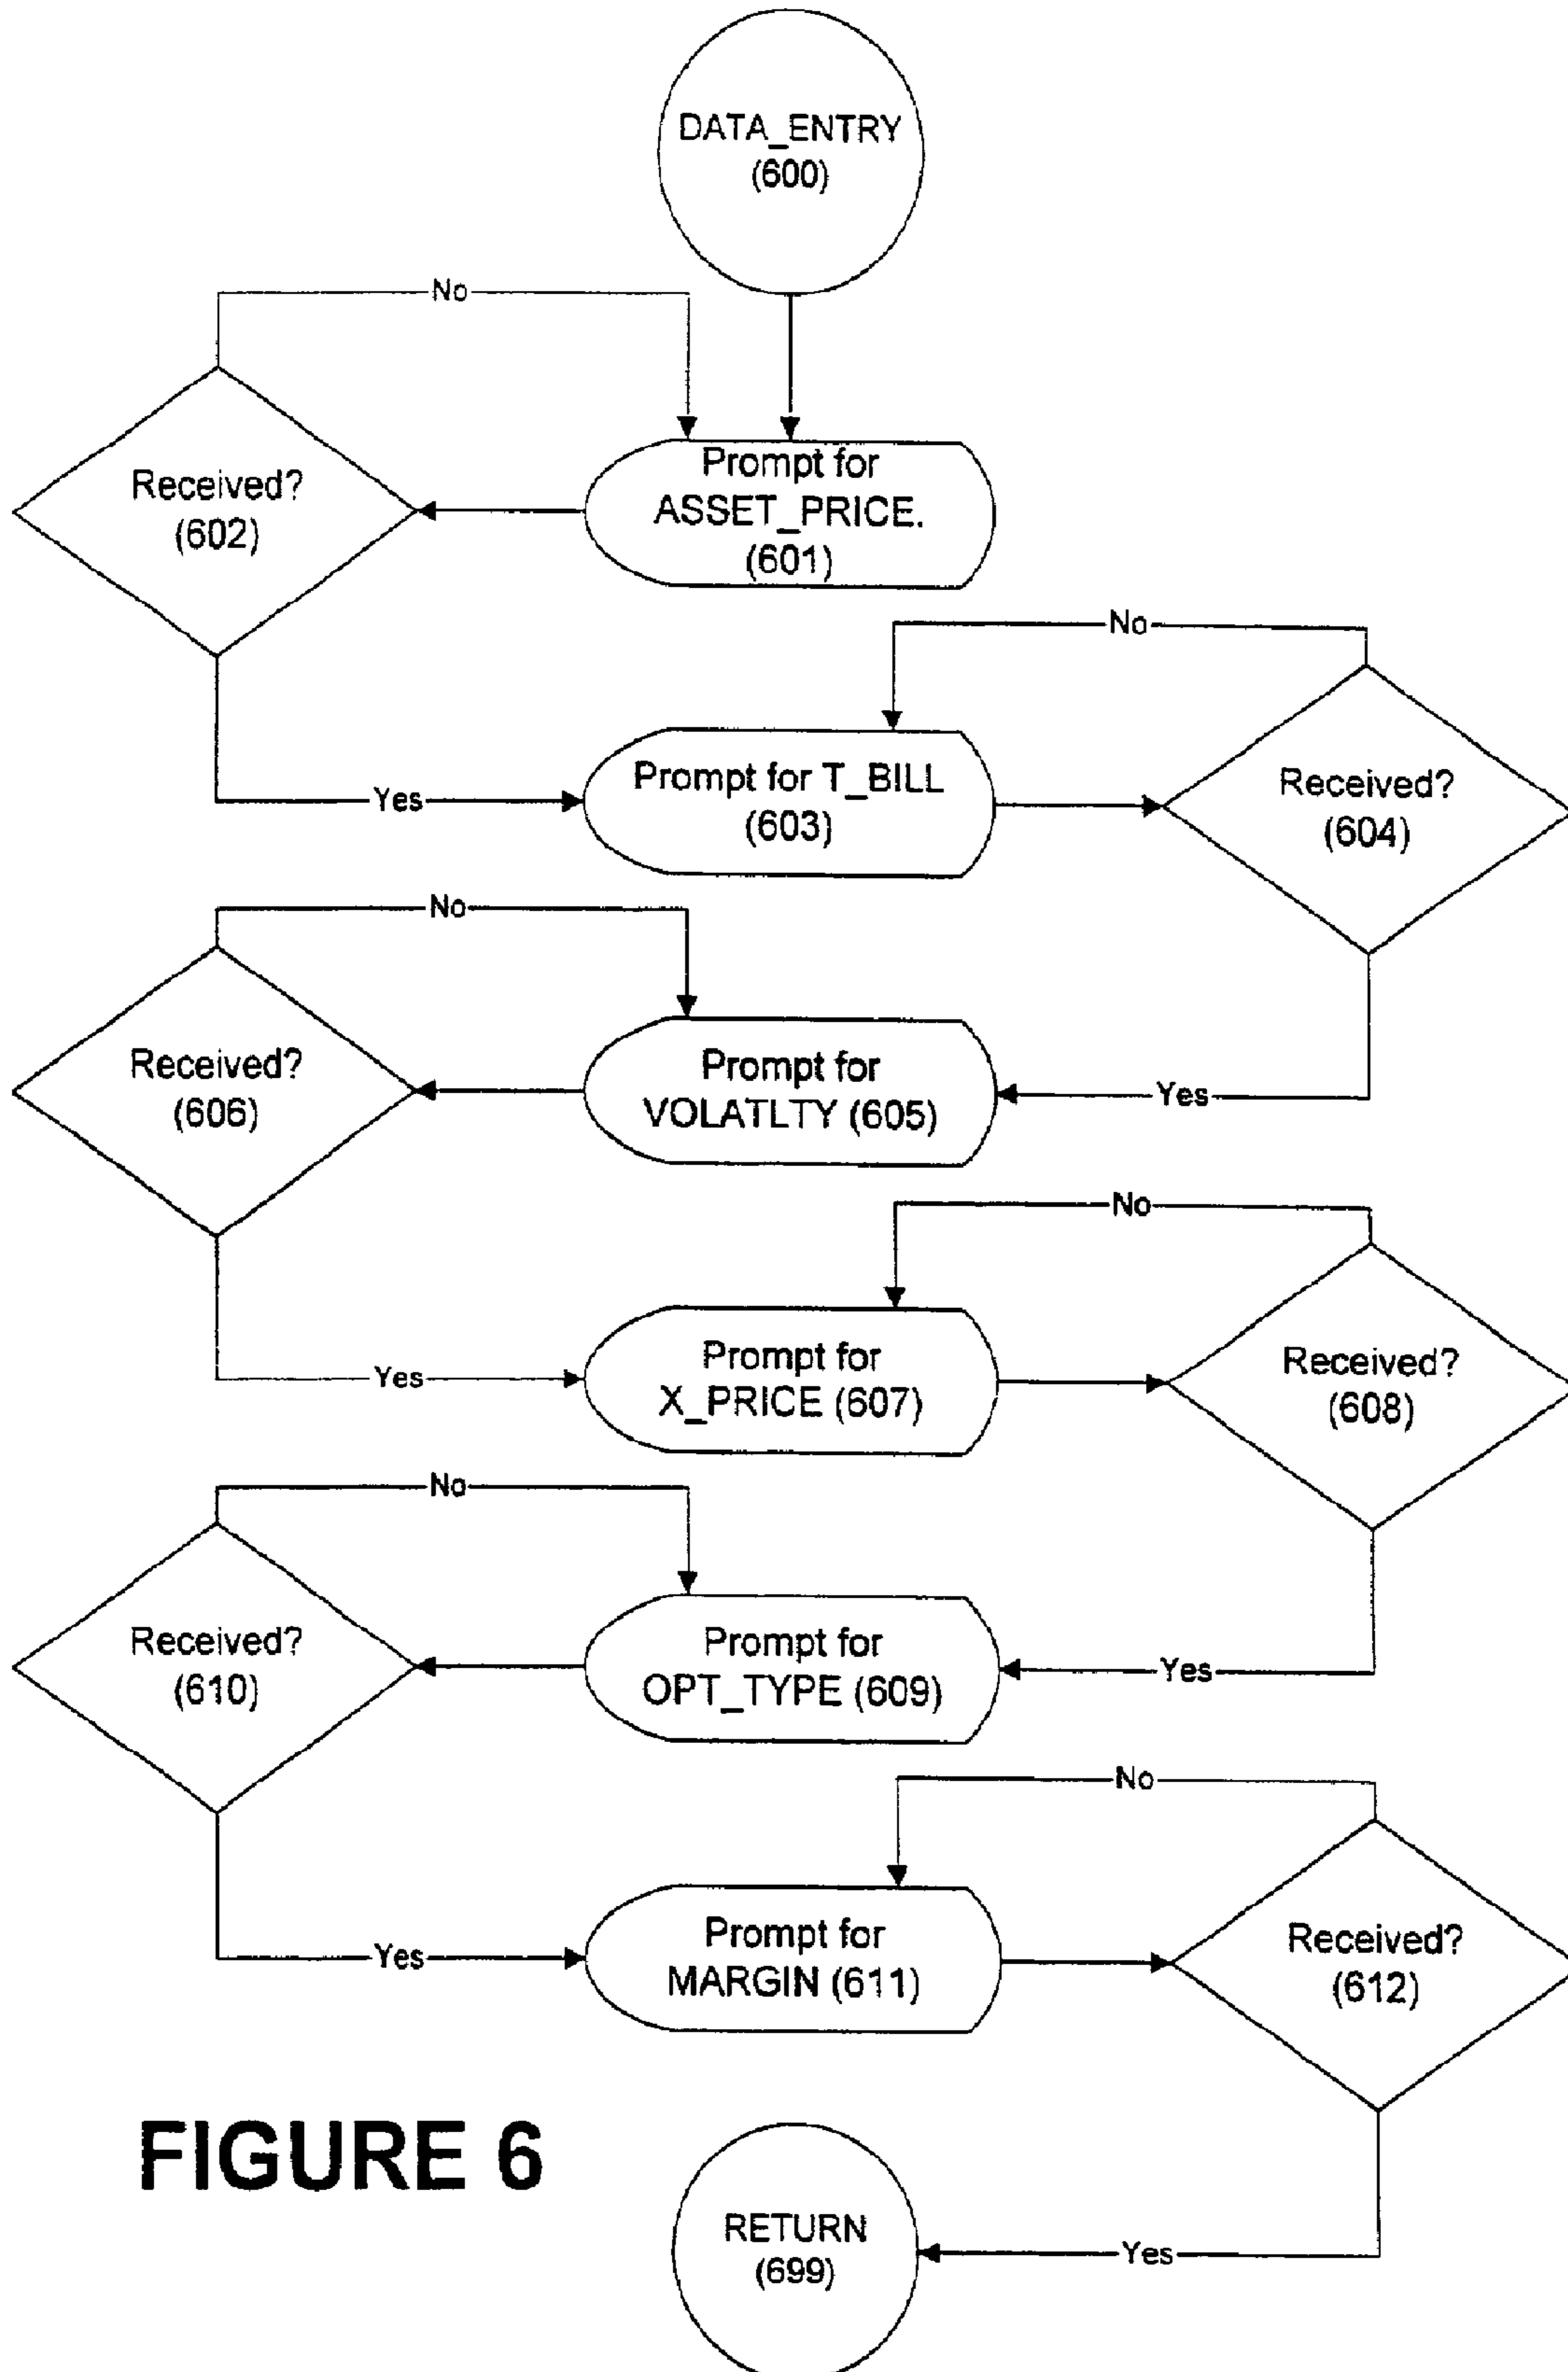 DATA_ENTRY
(600)
No
Prompt for
ASSET_PRICE.
(601)
Received?
(602)
No
Yes
Prompt for T_BILL
(603)
Received?
(604)
No
Received?
(606)
Prompt for
VOLATLTY (605)
Yes
No
Yes
Prompt for
X_PRICE (607)
Received?
(608)
No
Received?
(610)
Prompt for
OPT_TYPE (609)
Yes
No
Yes
Prompt for
MARGIN (611)
Received?
(612)
FIGURE 6
RETURN
(699)
Yes